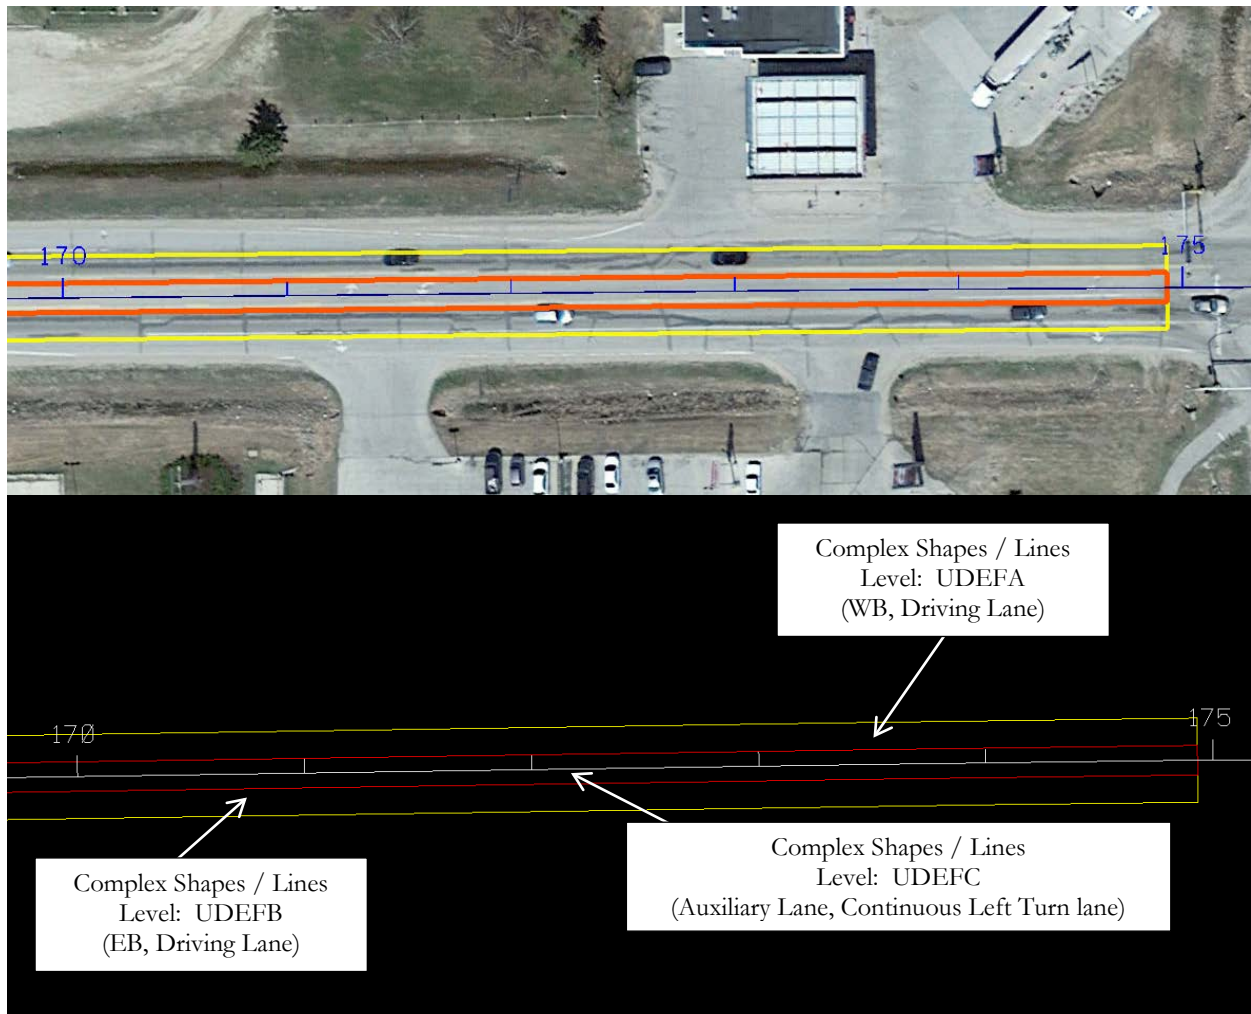 170
175
Complex Shapes / Lines
Level: UDEFA
(WB, Driving Lane)
170
175
Complex Shapes / Lines
Level: UDEFC
(Auxiliary Lane, Continuous Left Turn lane)
Complex Shapes / Lines
Level: UDEFB
(EB, Driving Lane)